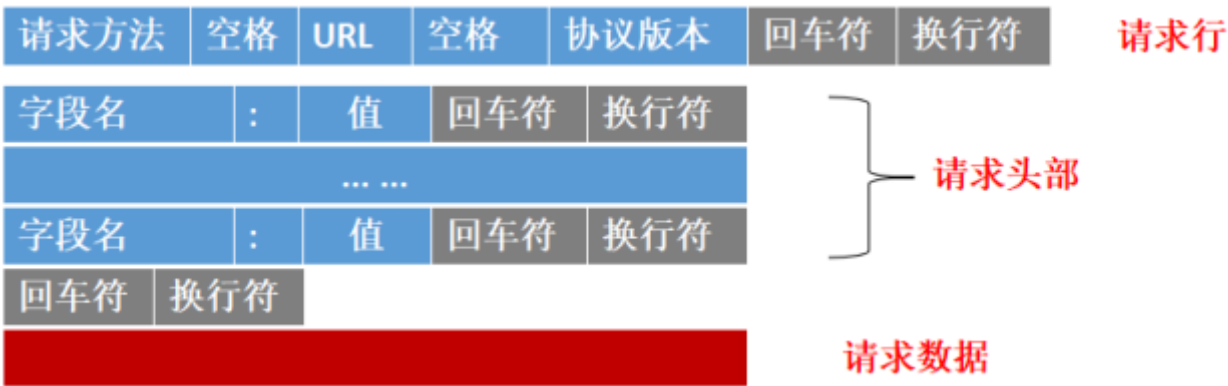 请求方法 空格 URL 空格 协议版本 回车符 换行符 请求行
字段名 : 值 回车符 换行符
... ... 请求头部
字段名 : 值 回车符 换行符
回车符 换行符
请求数据